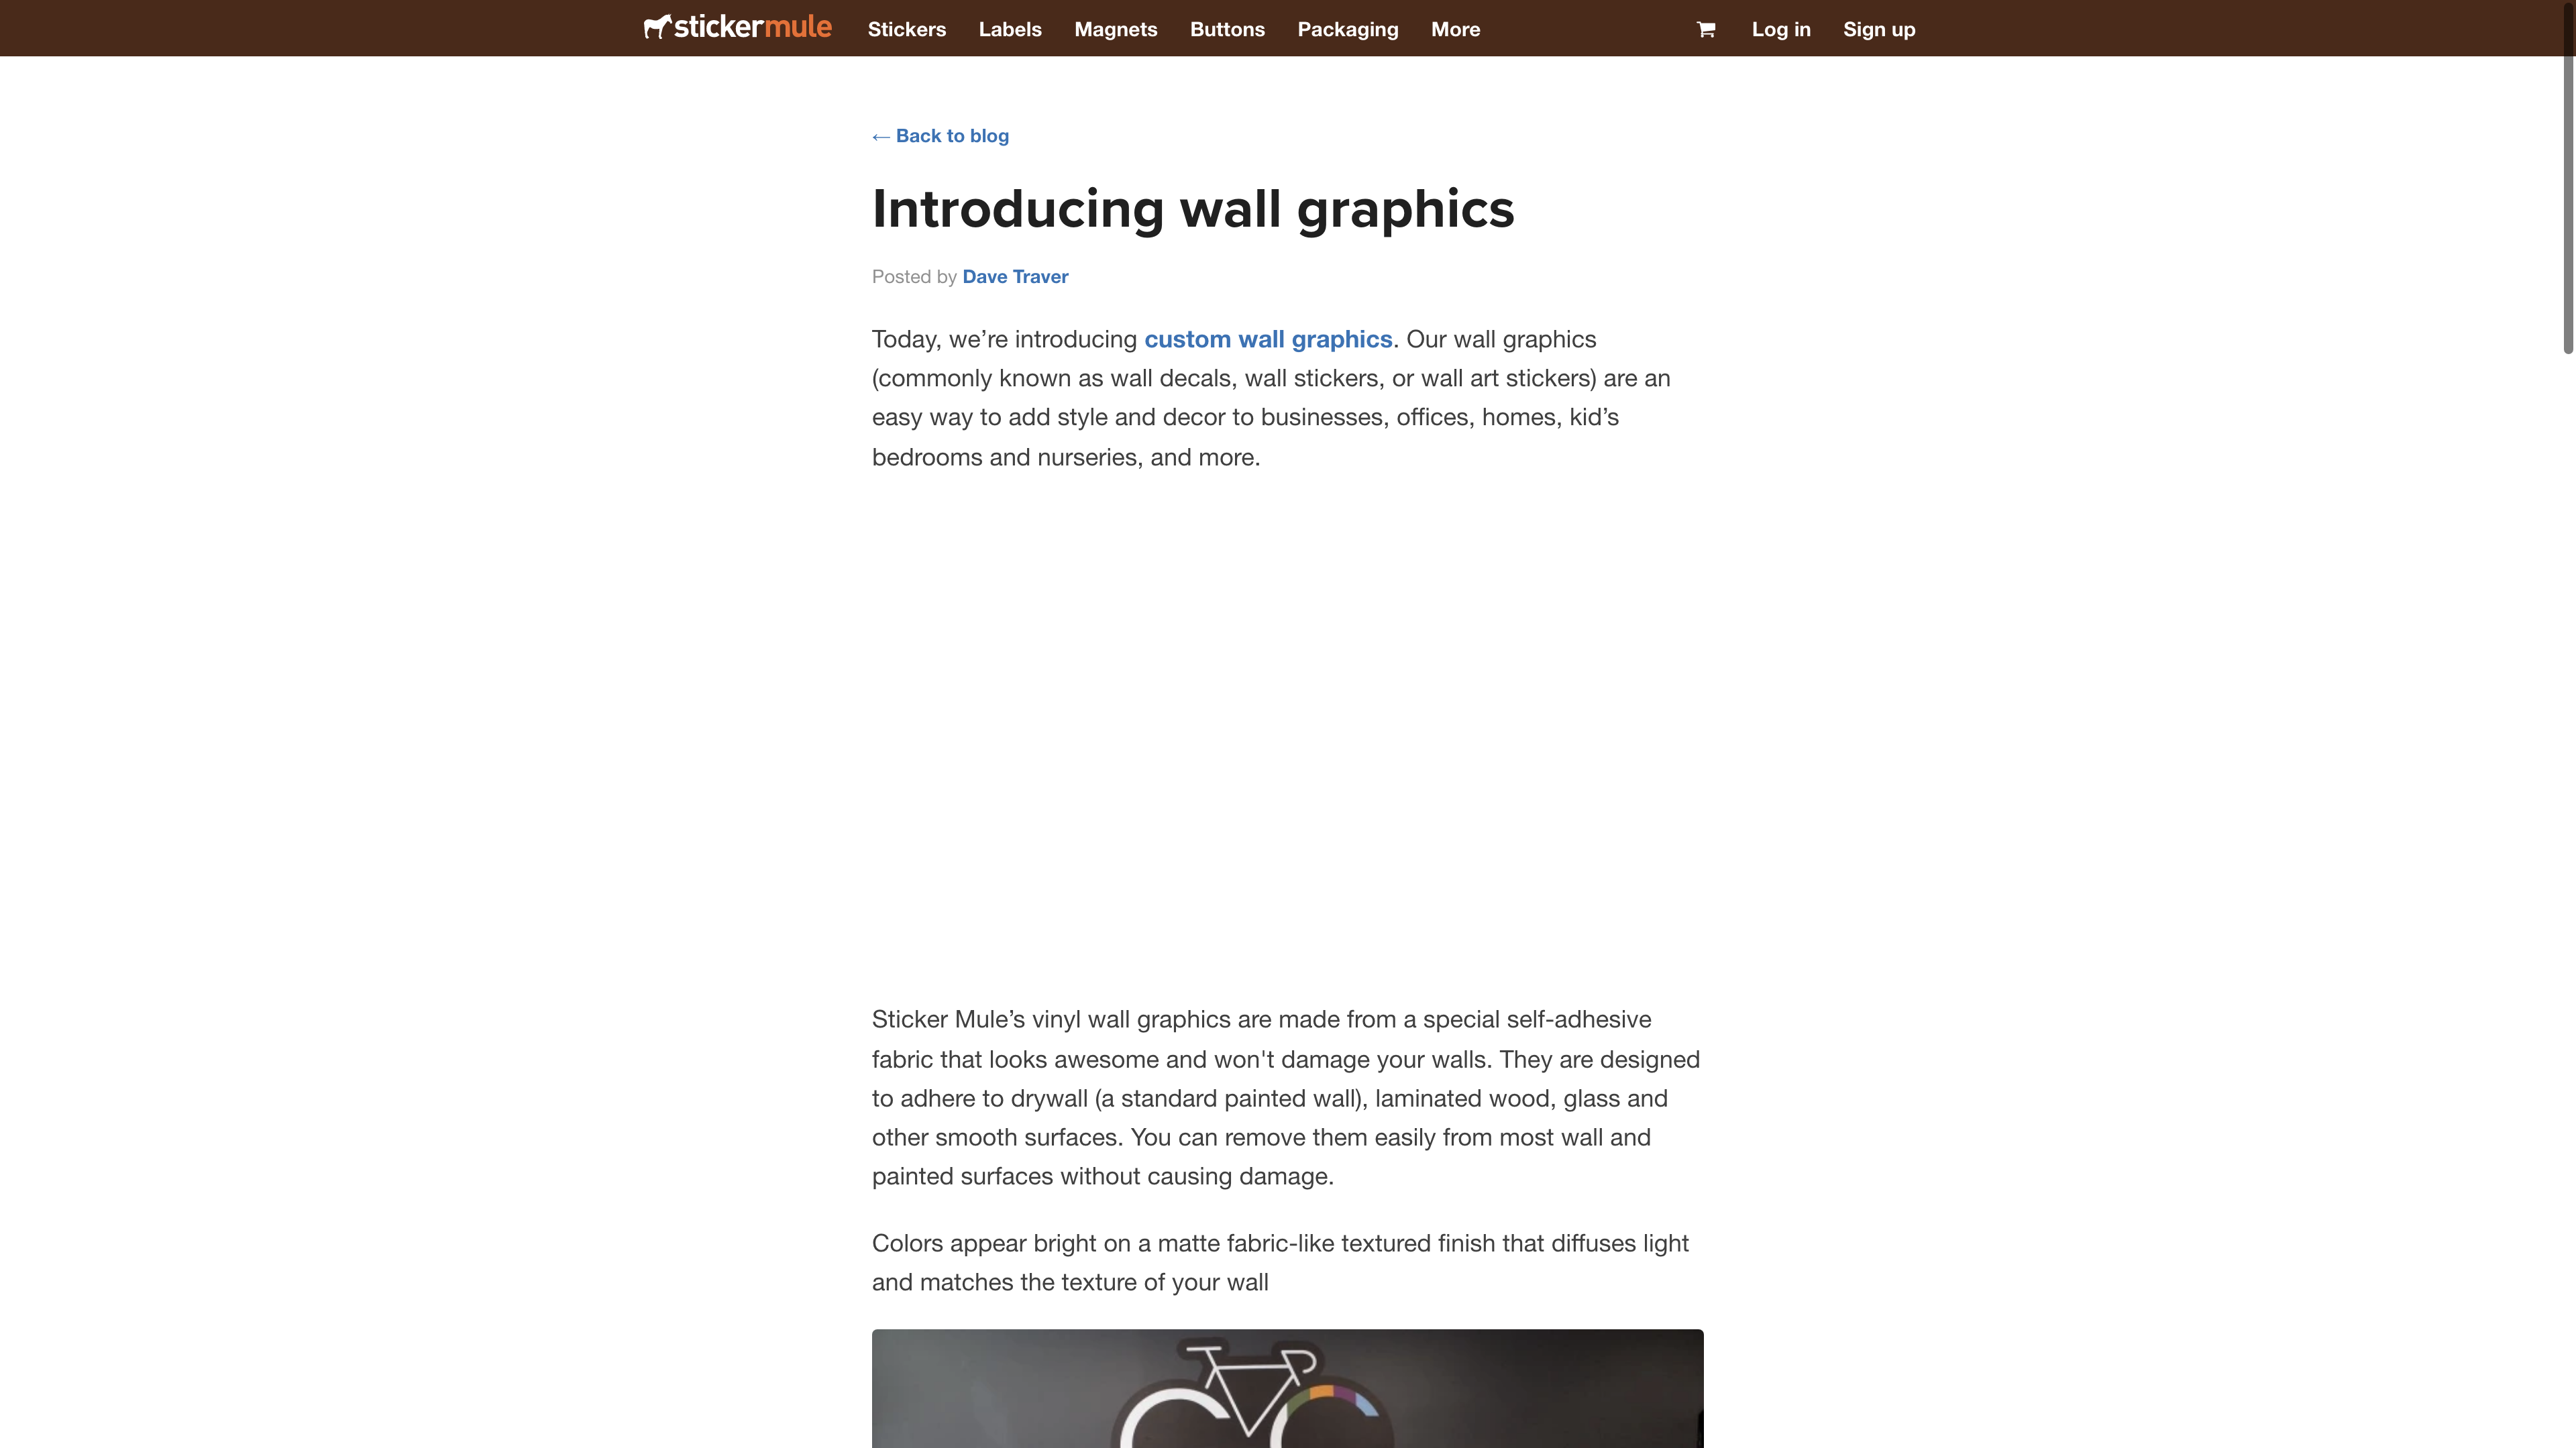 stickermule Stickers Labels Magnets Buttons Packaging More Log in Sign up
← Back to blog
Introducing wall graphics
Posted by Dave Traver
Today, we’re introducing custom wall graphics. Our wall graphics
(commonly known as wall decals, wall stickers, or wall art stickers) are an
easy way to add style and decor to businesses, offices, homes, kid’s
bedrooms and nurseries, and more.
Sticker Mule’s vinyl wall graphics are made from a special self-adhesive
fabric that looks awesome and won't damage your walls. They are designed
to adhere to drywall (a standard painted wall), laminated wood, glass and
other smooth surfaces. You can remove them easily from most wall and
painted surfaces without causing damage.
Colors appear bright on a matte fabric-like textured finish that diffuses light
and matches the texture of your wall